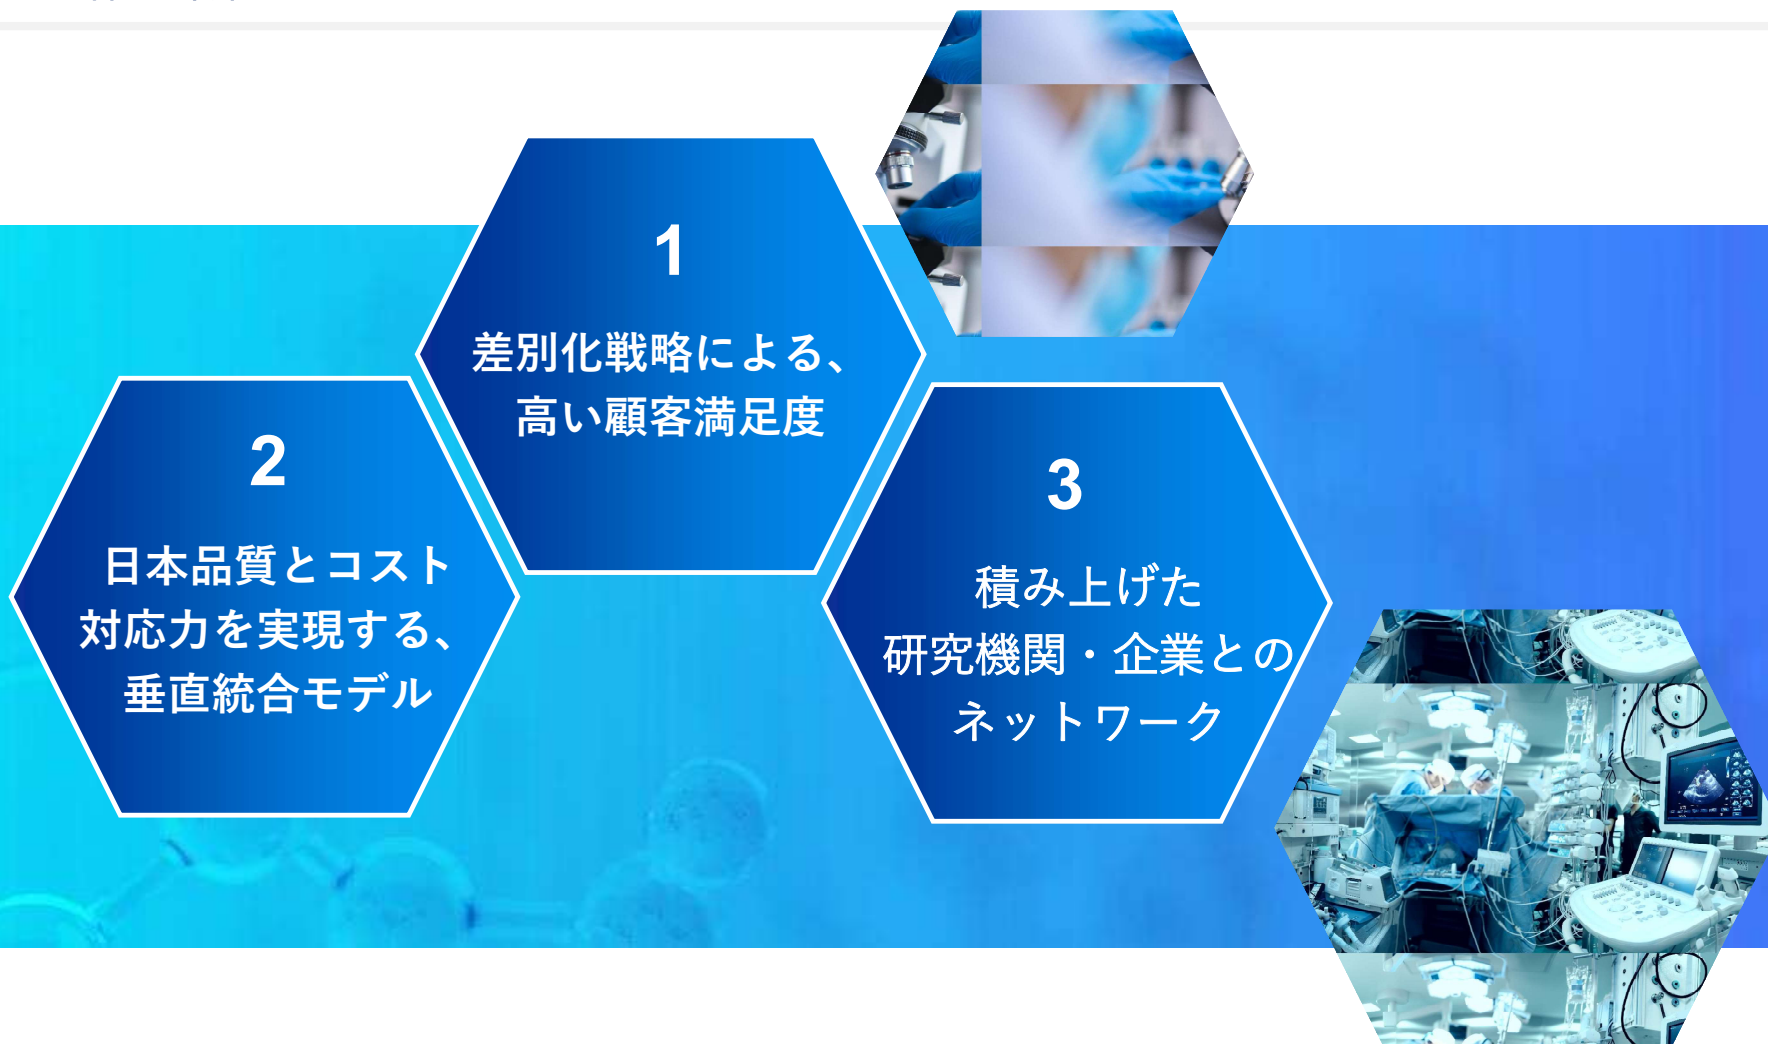 1
差別化戦略による、
高い顧客満足度
2
日本品質とコスト
対応力を実現する、
垂直統合モデル
3
積み上げた
研究機関・企業との
ネットワーク